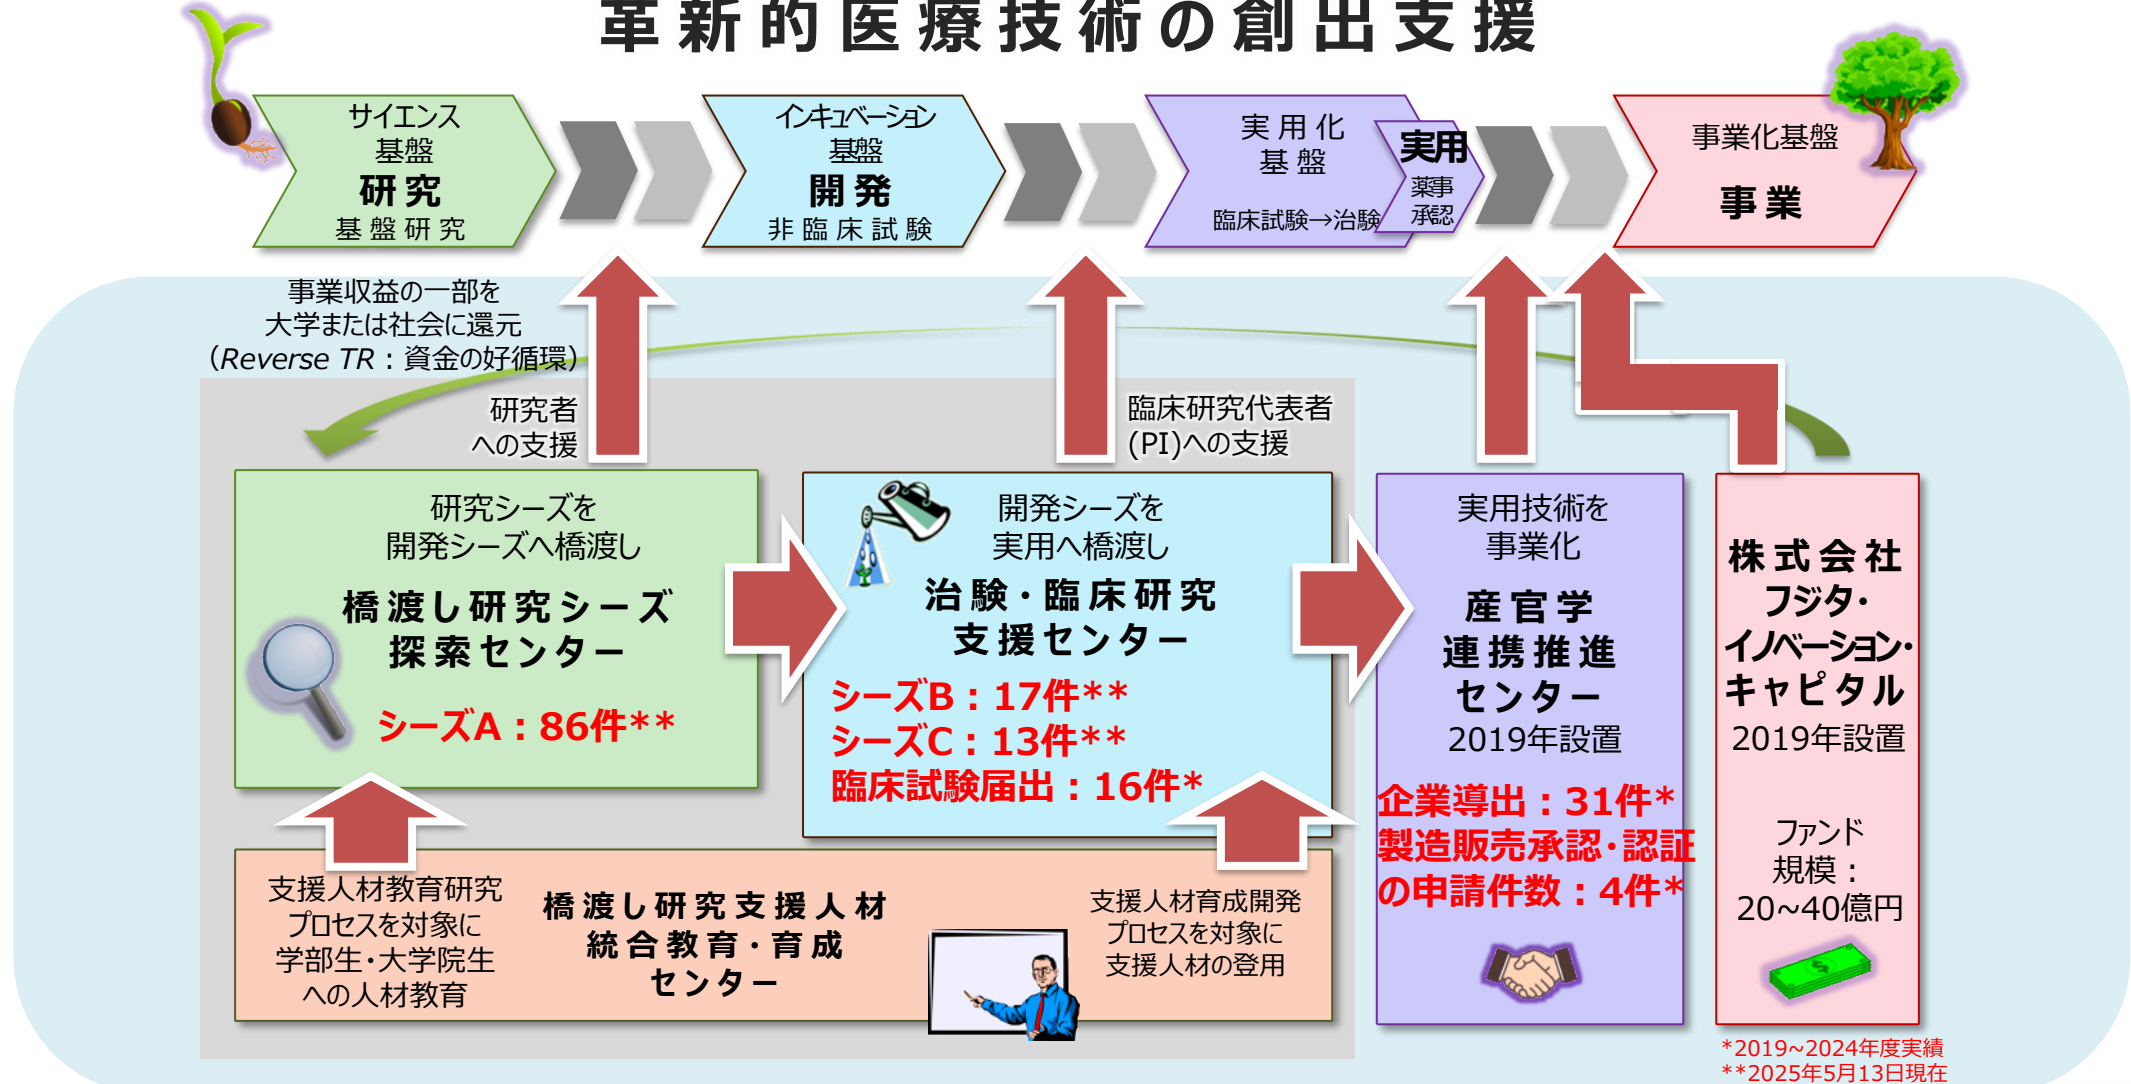 革新的医療技術の創出支援
サイエンス
基盤
研究
基盤研究
インキュベーション
基盤
開発
非臨床試験
実用化
基盤
臨床試験→治験
実用
薬事
承認
事業化基盤
事業
事業収益の一部を
大学または社会に還元
（Reverse TR：資金の好循環）
研究者
への支援
臨床研究代表者
(PI)への支援
研究シーズを
開発シーズへ橋渡し
橋渡し研究シーズ
探索センター
シーズA：86件**
開発シーズを
実用へ橋渡し
治験・臨床研究
支援センター
シーズB：17件**
シーズC：13件**
臨床試験届出：16件*
実用技術を
事業化
産官学
連携推進
センター
2019年設置
企業導出：31件*
製造販売承認・認証
の申請件数：4件*
株式会社
フジタ・
イノベーション・
キャピタル
2019年設置
ファンド
規模：
20~40億円
支援人材教育研究
プロセスを対象に
学部生・大学院生
への人材教育
橋渡し研究支援人材
統合教育・育成
センター
支援人材育成開発
プロセスを対象に
支援人材の登用
*2019~2024年度実績
**2025年5月13日現在